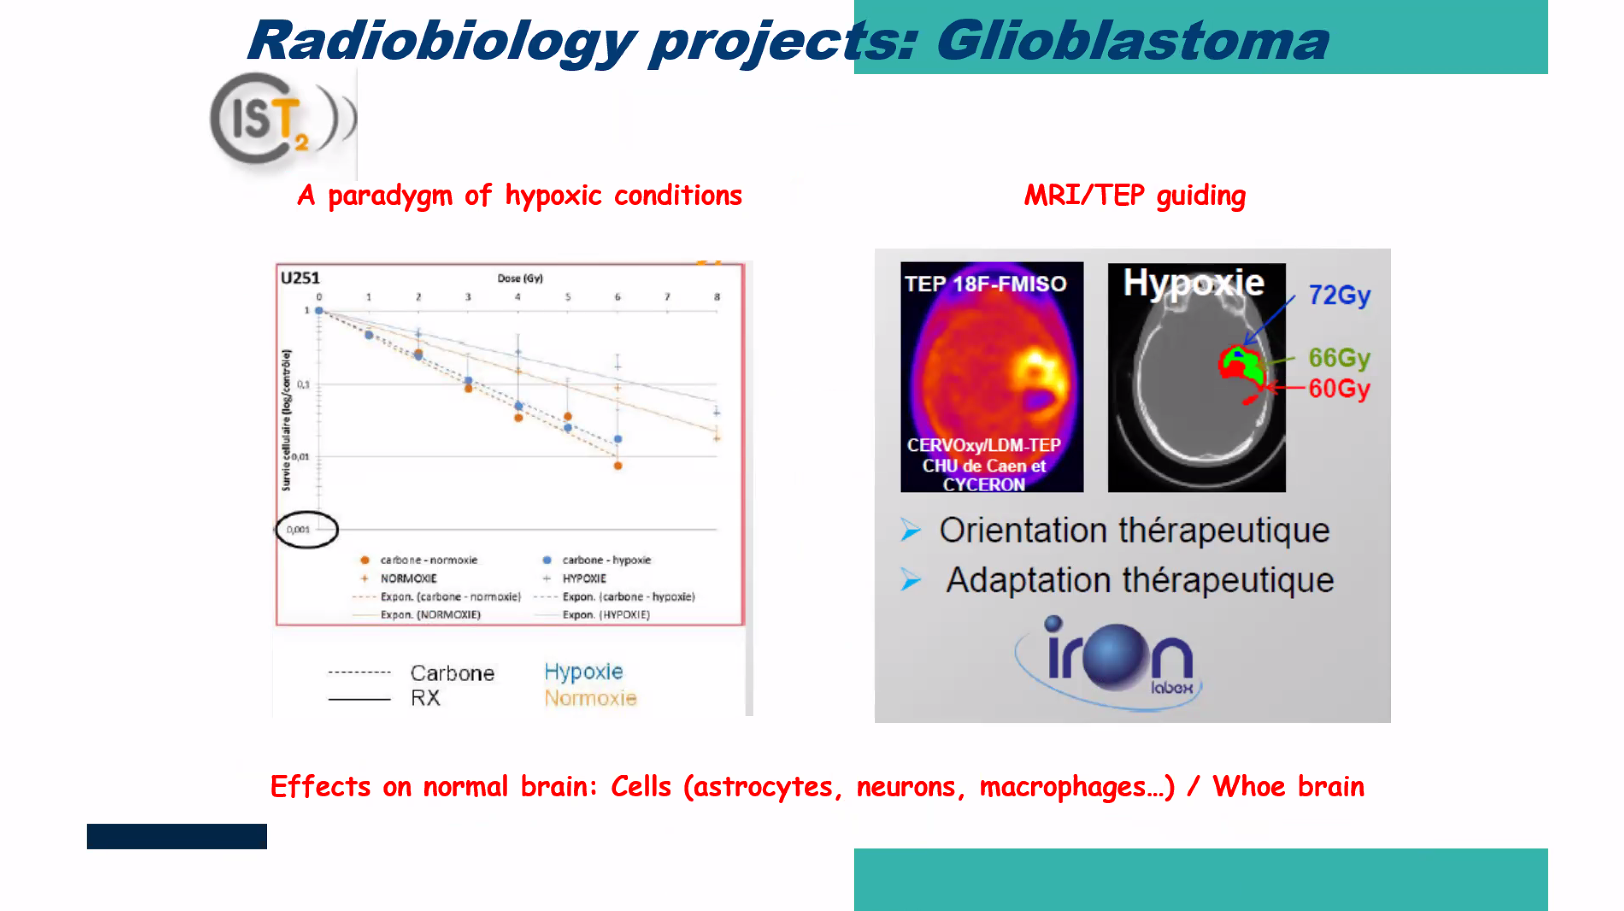 Radiobiology projects: Glioblastoma
CIST2
A paradygm of hypoxic conditions
MRI/TEP guiding
U251
Dose (Gy)
0 1 2 3 4 5 6 7 8
1
0,1
0,01
0,001
Survie cellulaire (log/contrôle)
carbone - normoxie
carbone - hypoxie
NORMOXIE
HYPOXIE
Expon. (carbone - normoxie)
Expon. (carbone - hypoxie)
Expon. (NORMOXIE)
Expon. (HYPOXIE)
Carbone
Hypoxie
RX
Normoxie
TEP 18F-FMISO
CERVOxy/LDM-TEP
CHU de Caen et
CYCERON
Hypoxie
72Gy
66Gy
60Gy
Orientation thérapeutique
Adaptation thérapeutique
iron
labex
Effects on normal brain: Cells (astrocytes, neurons, macrophages…) / Whoe brain